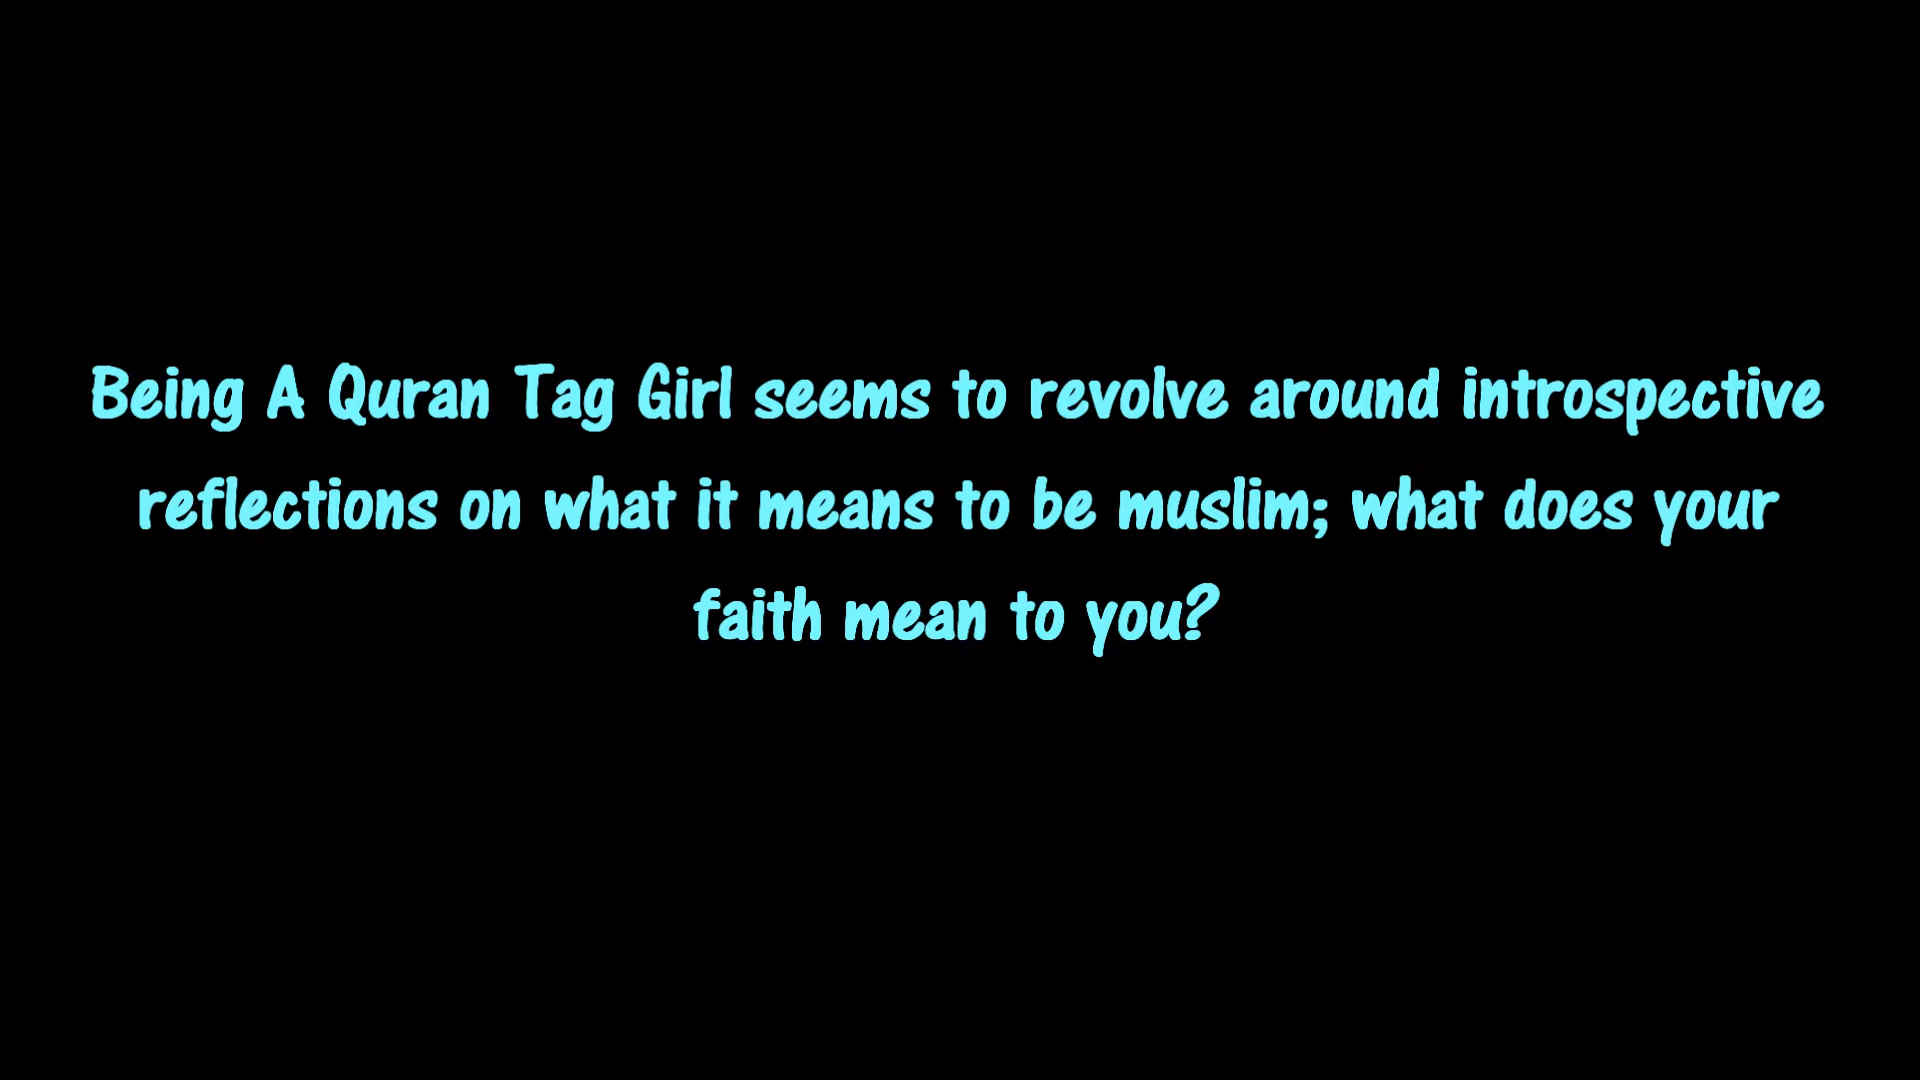 Being A Quran Tag Girl seems to revolve around introspective
reflections on what it means to be muslim; what does your
faith mean to you?